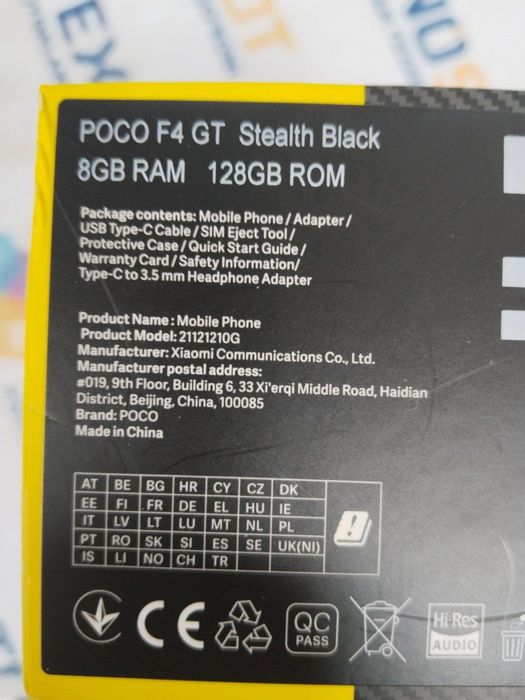 POCO F4 GT Stealth Black
8GB RAM 128GB ROM
Package contents: Mobile Phone / Adapter /
USB Type-C Cable / SIM Eject Tool /
Protective Case / Quick Start Guide /
Warranty Card / Safety Information/
Type-C to 3.5 mm Headphone Adapter
Product Name: Mobile Phone
Product Model: 21121210G
Manufacturer: Xiaomi Communications Co., Ltd.
Manufacturer postal address:
#019, 9th Floor, Building 6, 33 Xi'erqi Middle Road, Haidian
District, Beijing, China, 100085
Brand: POCO
Made in China
AT BE BG HR CY CZ DK
EE FI FR DE EL HU IE
IT LV LT LU MT NL PL
PT RO SK SI ES SE UK(NI)
IS LI NO CH TR
CE
QC
PASS
Hi-Res
AUDIO